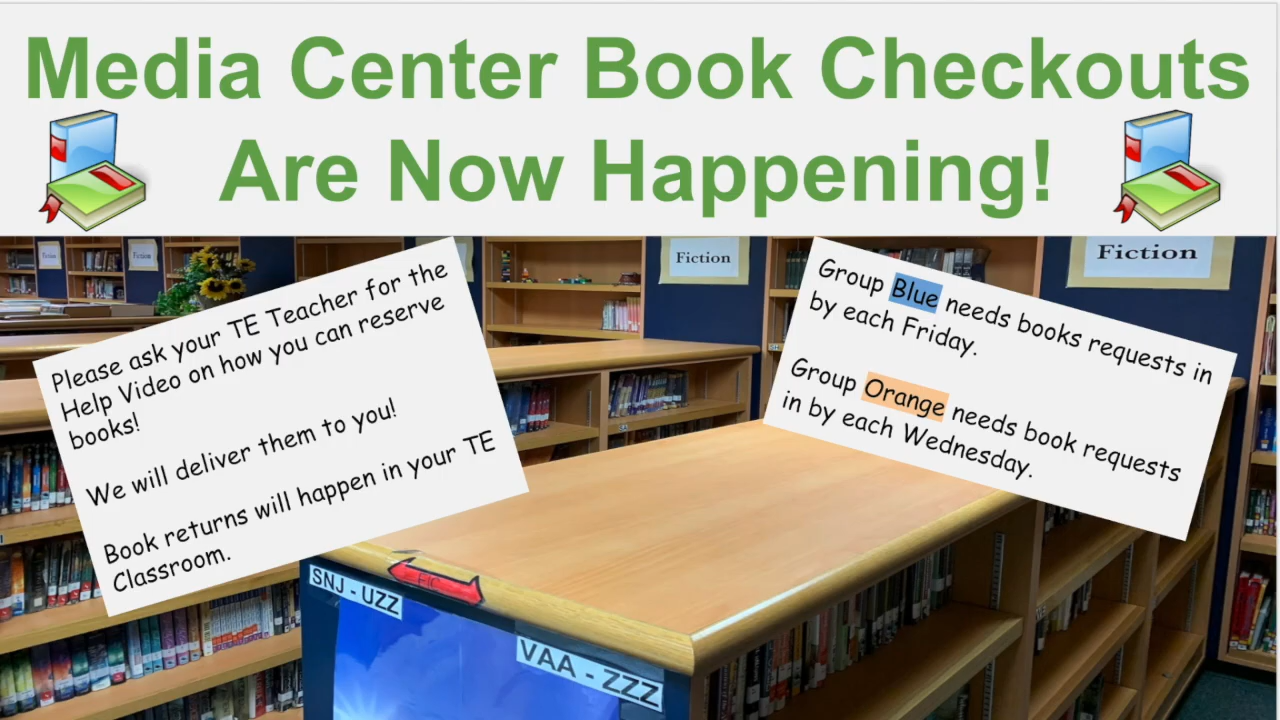 Media Center Book Checkouts
Are Now Happening!
Fiction
Fiction
Fiction
Fiction
Please ask your TE Teacher for the
Help Video on how you can reserve
books!
We will deliver them to you!
Book returns will happen in your TE
Classroom.
Group Blue needs books requests in
by each Friday.
Group Orange needs book requests
in by each Wednesday.
FIC
SNJ - UZZ
VAA - ZZZ